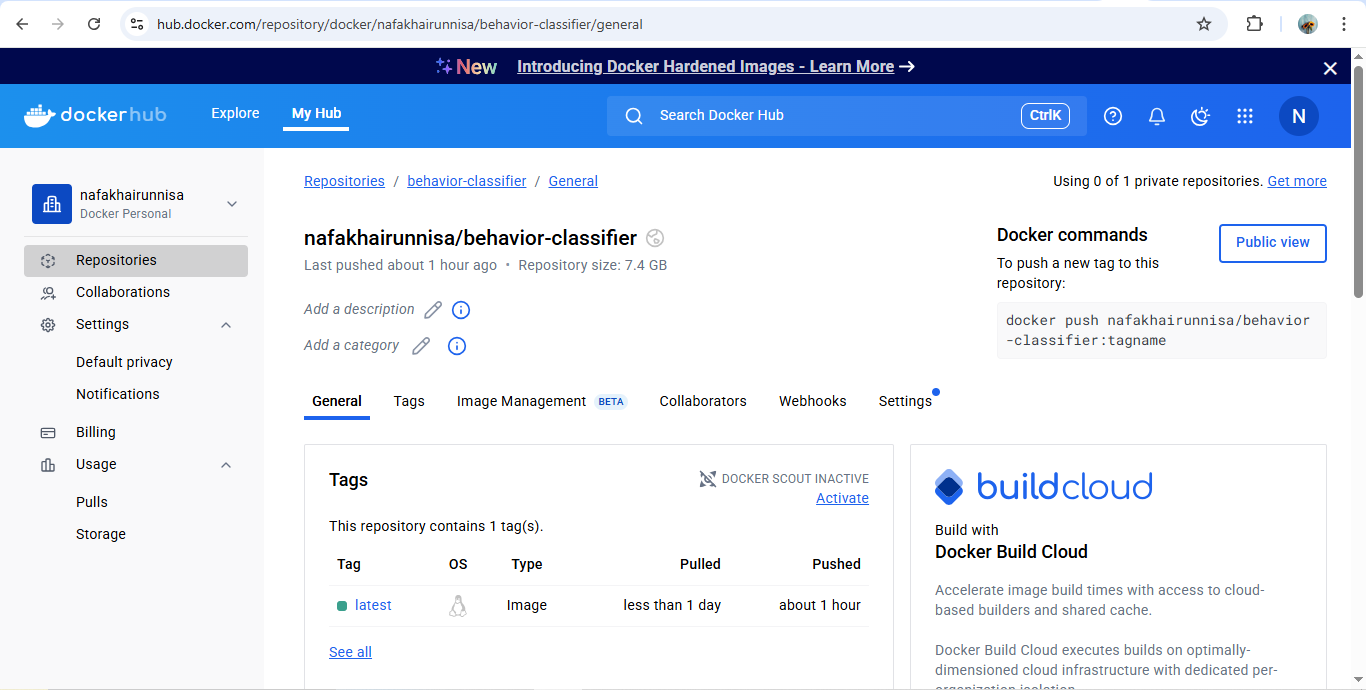 hub.docker.com/repository/docker/nafakhairunnisa/behavior-classifier/general
New Introducing Docker Hardened Images - Learn More
dockerhub Explore My Hub Search Docker Hub CtrlK N
nafakhairunnisa
Docker Personal
Repositories
Collaborations
Settings
Default privacy
Notifications
Billing
Usage
Pulls
Storage
Repositories / behavior-classifier / General
Using 0 of 1 private repositories. Get more
nafakhairunnisa/behavior-classifier
Last pushed about 1 hour ago • Repository size: 7.4 GB
Add a description
Add a category
Docker commands
Public view
To push a new tag to this
repository:
docker push nafakhairunnisa/behavior
-classifier:tagname
General Tags Image Management BETA Collaborators Webhooks Settings
Tags
DOCKER SCOUT INACTIVE
Activate
This repository contains 1 tag(s).
Tag OS Type Pulled Pushed
latest Image less than 1 day about 1 hour
See all
buildcloud
Build with
Docker Build Cloud
Accelerate image build times with access to cloud-
based builders and shared cache.
Docker Build Cloud executes builds on optimally-
dimensioned cloud infrastructure with dedicated per-
organization isolation.